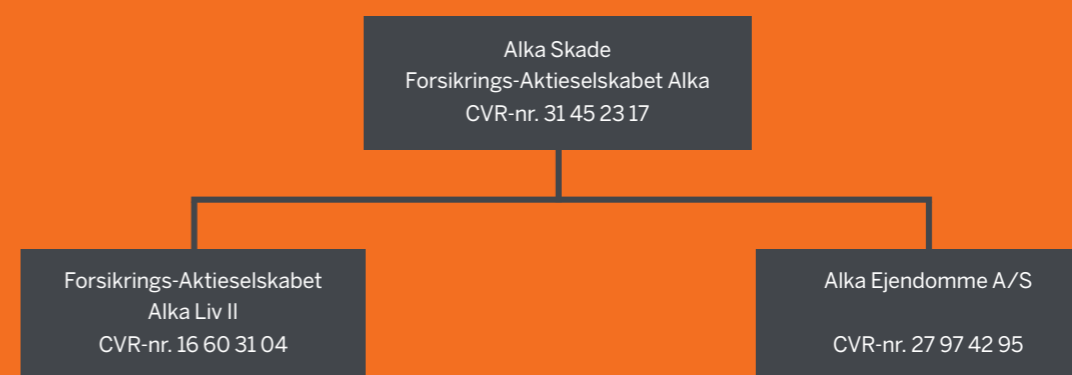 Alka Skade
Forsikrings-Aktieselskabet Alka
CVR-nr. 31 45 23 17
Forsikrings-Aktieselskabet
Alka Liv II
CVR-nr. 16 60 31 04
Alka Ejendomme A/S
CVR-nr. 27 97 42 95